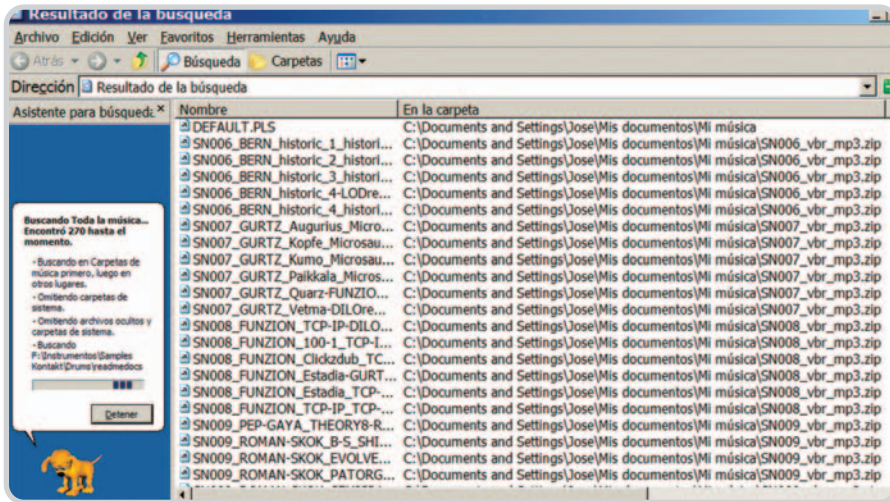 Resultado de la búsqueda
Archivo Edición Ver Favoritos Herramientas Ayuda
Atrás Búsqueda Carpetas
Dirección Resultado de la búsqueda
Asistente para búsqueda
Buscando Toda la música...
Encontró 270 hasta el
momento.
- Buscando en Carpetas de
música primero, luego en
otros lugares.
- Omitiendo carpetas de
sistema.
- Omitiendo archivos ocultos y
carpetas de sistema.
- Buscando
F:\Instrumentos\Samples
Kontakt\Drums\readmedocs
Detener
Nombre En la carpeta
DEFAULT.PLS C:\Documents and Settings\Jose\Mis documentos\Mi música
SN006_BERN_historic_1_histori... C:\Documents and Settings\Jose\Mis documentos\Mi música\SN006_vbr_mp3.zip
SN006_BERN_historic_2_histori... C:\Documents and Settings\Jose\Mis documentos\Mi música\SN006_vbr_mp3.zip
SN006_BERN_historic_3_histori... C:\Documents and Settings\Jose\Mis documentos\Mi música\SN006_vbr_mp3.zip
SN006_BERN_historic_4-LODre... C:\Documents and Settings\Jose\Mis documentos\Mi música\SN006_vbr_mp3.zip
SN006_BERN_historic_4_histori... C:\Documents and Settings\Jose\Mis documentos\Mi música\SN006_vbr_mp3.zip
SN007_GURTZ_Augurius_Micro... C:\Documents and Settings\Jose\Mis documentos\Mi música\SN007_vbr_mp3.zip
SN007_GURTZ_Kopfe_Microsau... C:\Documents and Settings\Jose\Mis documentos\Mi música\SN007_vbr_mp3.zip
SN007_GURTZ_Kumo_Microsau... C:\Documents and Settings\Jose\Mis documentos\Mi música\SN007_vbr_mp3.zip
SN007_GURTZ_Paikkala_Micros... C:\Documents and Settings\Jose\Mis documentos\Mi música\SN007_vbr_mp3.zip
SN007_GURTZ_Quarz-FUNZIO... C:\Documents and Settings\Jose\Mis documentos\Mi música\SN007_vbr_mp3.zip
SN007_GURTZ_Vetma-DILOre... C:\Documents and Settings\Jose\Mis documentos\Mi música\SN007_vbr_mp3.zip
SN008_FUNZION_TCP-IP-DILO... C:\Documents and Settings\Jose\Mis documentos\Mi música\SN008_vbr_mp3.zip
SN008_FUNZION_100-1_TCP-I... C:\Documents and Settings\Jose\Mis documentos\Mi música\SN008_vbr_mp3.zip
SN008_FUNZION_Clickzdub_TC... C:\Documents and Settings\Jose\Mis documentos\Mi música\SN008_vbr_mp3.zip
SN008_FUNZION_Estadia-GURT... C:\Documents and Settings\Jose\Mis documentos\Mi música\SN008_vbr_mp3.zip
SN008_FUNZION_Estadia_TCP-... C:\Documents and Settings\Jose\Mis documentos\Mi música\SN008_vbr_mp3.zip
SN008_FUNZION_TCP-IP_TCP-... C:\Documents and Settings\Jose\Mis documentos\Mi música\SN008_vbr_mp3.zip
SN009_PEP-GAYA_THEORY8-R... C:\Documents and Settings\Jose\Mis documentos\Mi música\SN009_vbr_mp3.zip
SN009_ROMAN-SKOK_B-S_SHI... C:\Documents and Settings\Jose\Mis documentos\Mi música\SN009_vbr_mp3.zip
SN009_ROMAN-SKOK_EVOLVE... C:\Documents and Settings\Jose\Mis documentos\Mi música\SN009_vbr_mp3.zip
SN009_ROMAN-SKOK_PATORG... C:\Documents and Settings\Jose\Mis documentos\Mi música\SN009_vbr_mp3.zip